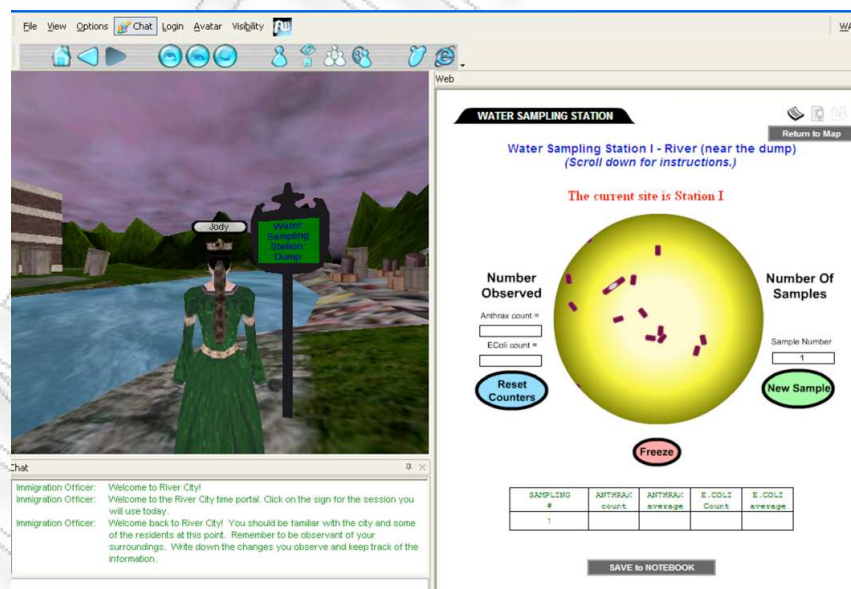 File View Options Chat Login Avatar Visibility
Web
WATER SAMPLING STATION
Return to Map
Water Sampling Station I - River (near the dump)
(Scroll down for instructions.)
The current site is Station I
Jody
Water
Sampling
Station:
Dump
Number
Observed
Anthrax count =
EColi count =
Reset
Counters
Number Of
Samples
Sample Number
1
New Sample
Freeze
SAMPLING # ANTHRAX count ANTHRAX average E.COLI Count E.COLI average
1
SAVE to NOTEBOOK
Chat
Immigration Officer: Welcome to River City!
Immigration Officer: Welcome to the River City time portal. Click on the sign for the session you
will use today.
Immigration Officer: Welcome back to River City! You should be familiar with the city and some
of the residents at this point. Remember to be observant of your
surroundings. Write down the changes you observe and keep track of the
information.